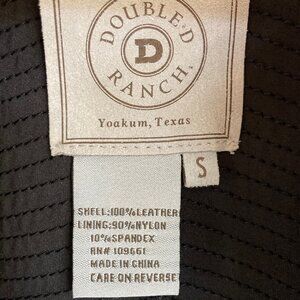 DOUBLE D
D
RANCH
Yoakum, Texas
S
SHELL:100%LEATHER
LINING:90%NYLON
10%SPANDEX
RN# 109661
MADE IN CHINA
CARE ON REVERSE